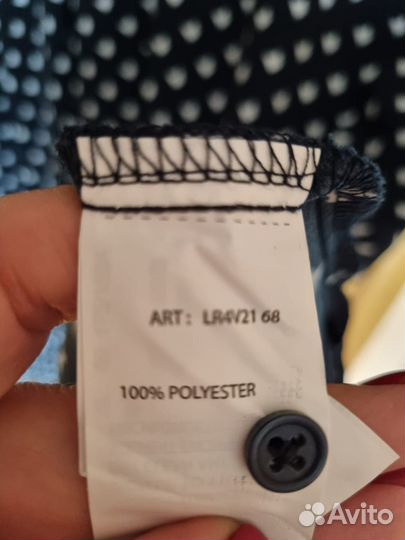 ART: LR4V21 68
100% POLYESTER
Avito